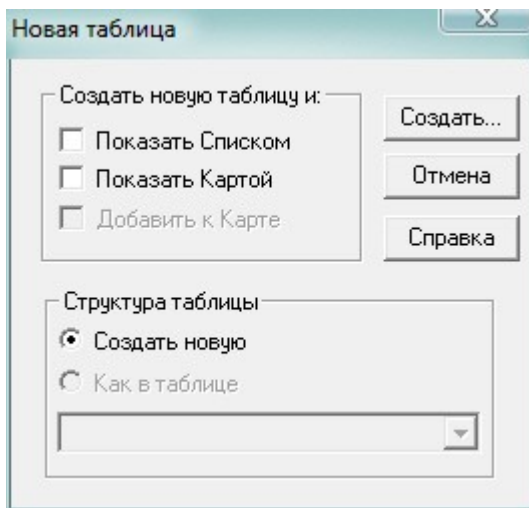 Новая таблица
Создать новую таблицу и:
Показать Списком
Показать Картой
Добавить к Карте
Создать...
Отмена
Справка
Структура таблицы
Создать новую
Как в таблице